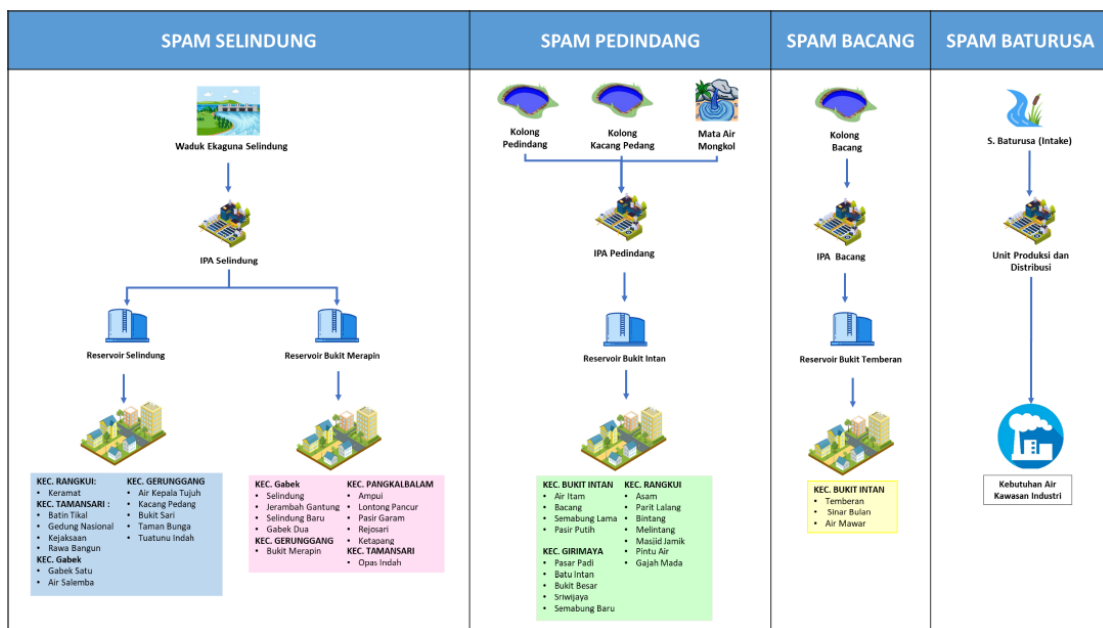 SPAM SELINDUNG
Waduk Ekaguna Selindung
IPA Selindung
Reservoir Selindung
Reservoir Bukit Merapin
KEC. RANGKUI:
• Keramat
KEC. TAMANSARI :
• Batin Tikal
• Gedung Nasional
• Kejaksaan
• Rawa Bangun
KEC. Gabek
• Gabek Satu
• Air Salemba
KEC. GERUNGGANG
• Air Kepala Tujuh
• Kacang Pedang
• Bukit Sari
• Taman Bunga
• Tuatunu Indah
KEC. Gabek
• Selindung
• Jerambah Gantung
• Selindung Baru
• Gabek Dua
KEC. GERUNGGANG
• Bukit Merapin
KEC. PANGKALBALAM
• Ampui
• Lontong Pancur
• Pasir Garam
• Rejosari
• Ketapang
KEC. TAMANSARI
• Opas Indah
SPAM PEDINDANG
Kolong
Pedindang
Kolong
Kacang Pedang
Mata Air
Mongkol
IPA Pedindang
Reservoir Bukit Intan
KEC. BUKIT INTAN
• Air Itam
• Bacang
• Semabung Lama
• Pasir Putih
KEC. GIRIMAYA
• Pasar Padi
• Batu Intan
• Bukit Besar
• Sriwijaya
• Semabung Baru
KEC. RANGKUI
• Asam
• Parit Lalang
• Bintang
• Melintang
• Masjid Jamik
• Pintu Air
• Gajah Mada
SPAM BACANG
Kolong
Bacang
IPA Bacang
Reservoir Bukit Temberan
KEC. BUKIT INTAN
• Temberan
• Sinar Bulan
• Air Mawar
SPAM BATURUSA
S. Baturusa (Intake)
Unit Produksi dan
Distribusi
Kebutuhan Air
Kawasan Industri